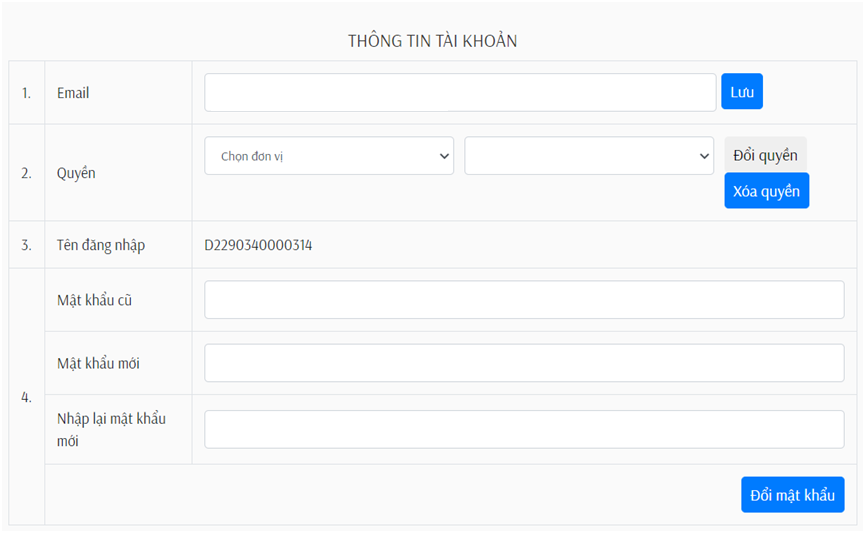 THÔNG TIN TÀI KHOẢN
1. Email Lưu
2. Quyền Chọn đơn vị Đổi quyền
Xóa quyền
3. Tên đăng nhập D2290340000314
4. Mật khẩu cũ
Mật khẩu mới
Nhập lại mật khẩu
mới
Đổi mật khẩu